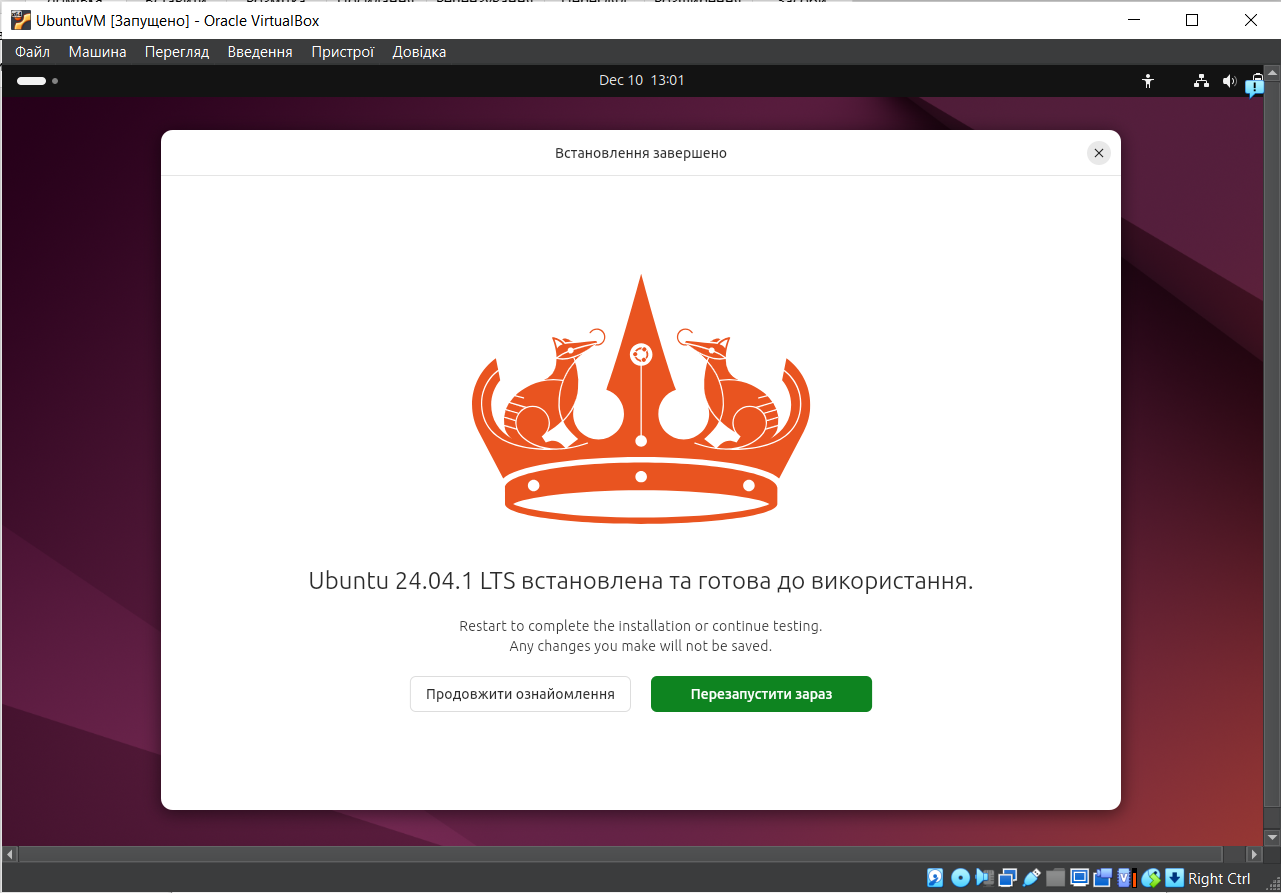 UbuntuVM [Запущено] - Oracle VirtualBox
Файл Машина Перегляд Введення Пристрої Довідка
Dec 10 13:01
Встановлення завершено
Ubuntu 24.04.1 LTS встановлена та готова до використання.
Restart to complete the installation or continue testing.
Any changes you make will not be saved.
Продовжити ознайомлення Перезапустити зараз
Right Ctrl